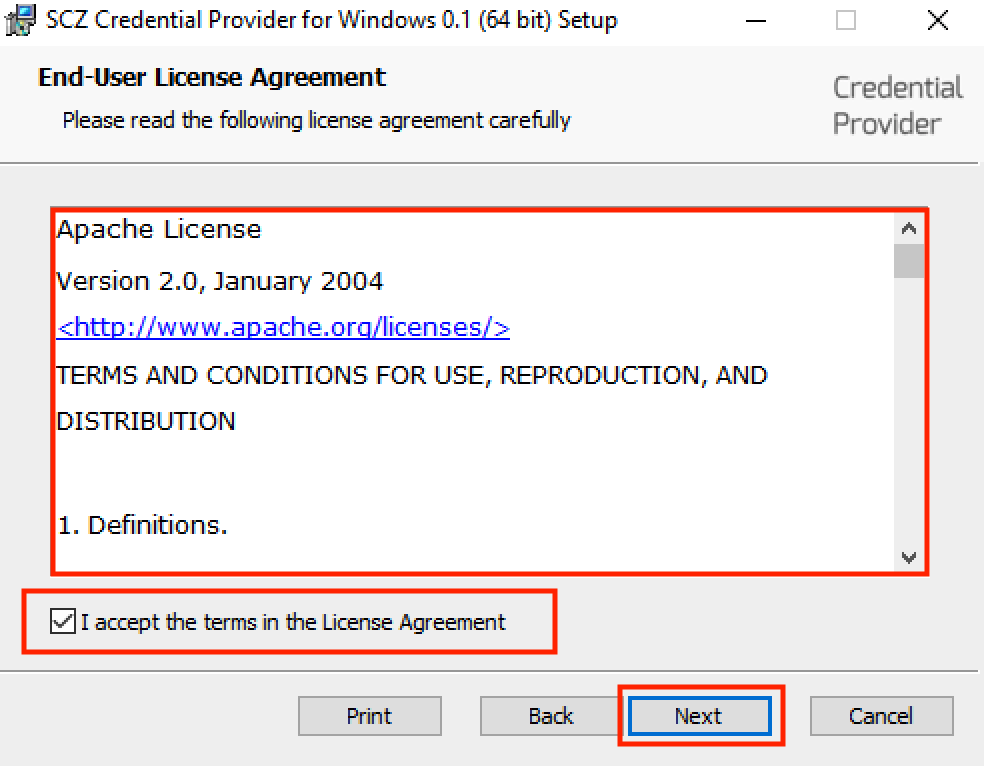 SCZ Credential Provider for Windows 0.1 (64 bit) Setup
End-User License Agreement
Please read the following license agreement carefully
Credential
Provider
Apache License
Version 2.0, January 2004
<http://www.apache.org/licenses/>
TERMS AND CONDITIONS FOR USE, REPRODUCTION, AND
DISTRIBUTION
1. Definitions.
I accept the terms in the License Agreement
Print Back Next Cancel